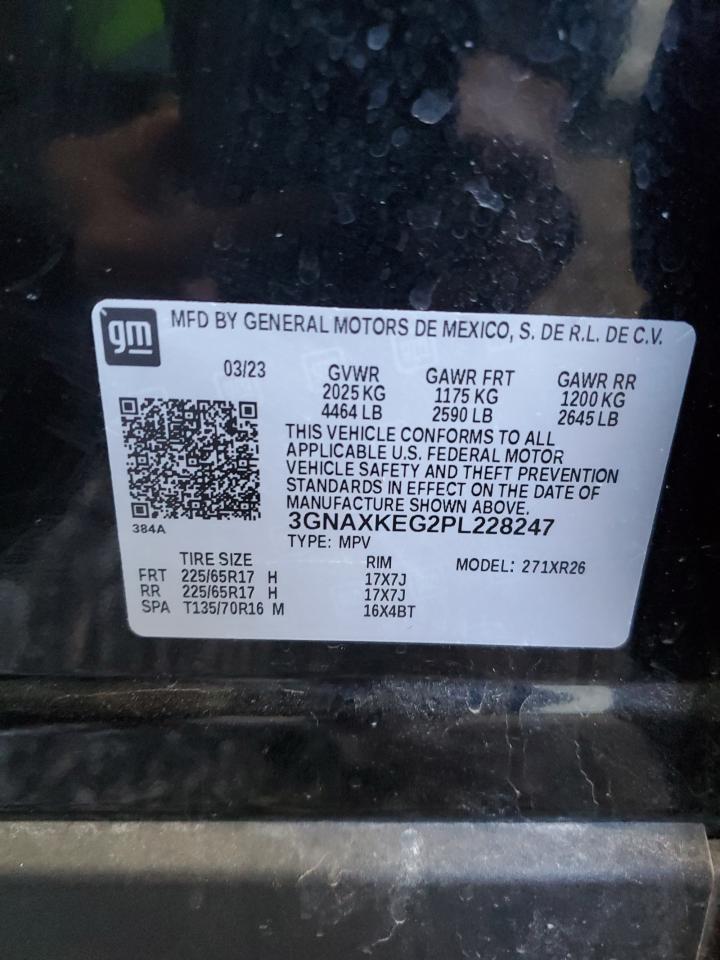 gm MFD BY GENERAL MOTORS DE MEXICO, S. DE R.L. DE C.V.
03/23 GVWR GAWR FRT GAWR RR
2025 KG 1175 KG 1200 KG
4464 LB 2590 LB 2645 LB
THIS VEHICLE CONFORMS TO ALL
APPLICABLE U.S. FEDERAL MOTOR
VEHICLE SAFETY AND THEFT PREVENTION
STANDARDS IN EFFECT ON THE DATE OF
MANUFACTURE SHOWN ABOVE.
384A 3GNAXKEG2PL228247
TYPE: MPV
TIRE SIZE RIM MODEL: 271XR26
FRT 225/65R17 H 17X7J
RR 225/65R17 H 17X7J
SPA T135/70R16 M 16X4BT